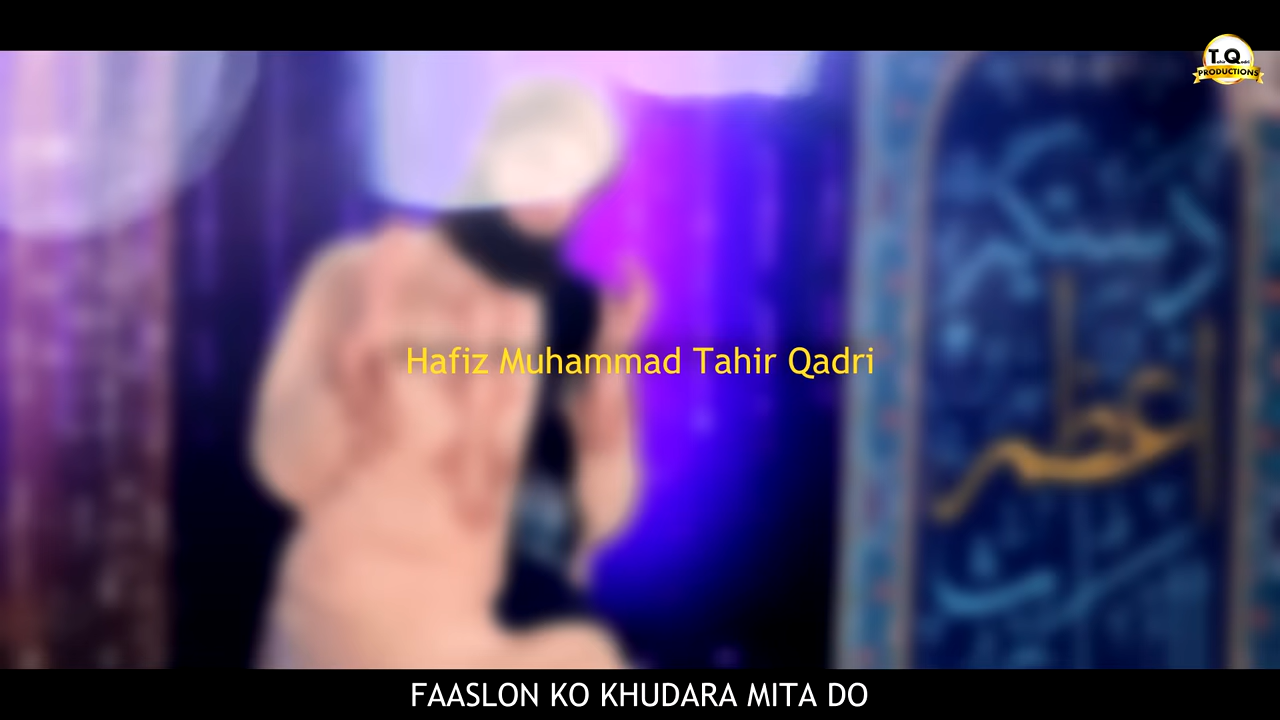 T.Q
PRODUCTIONS
Hafiz Muhammad Tahir Qadri
FAASLON KO KHUDARA MITA DO